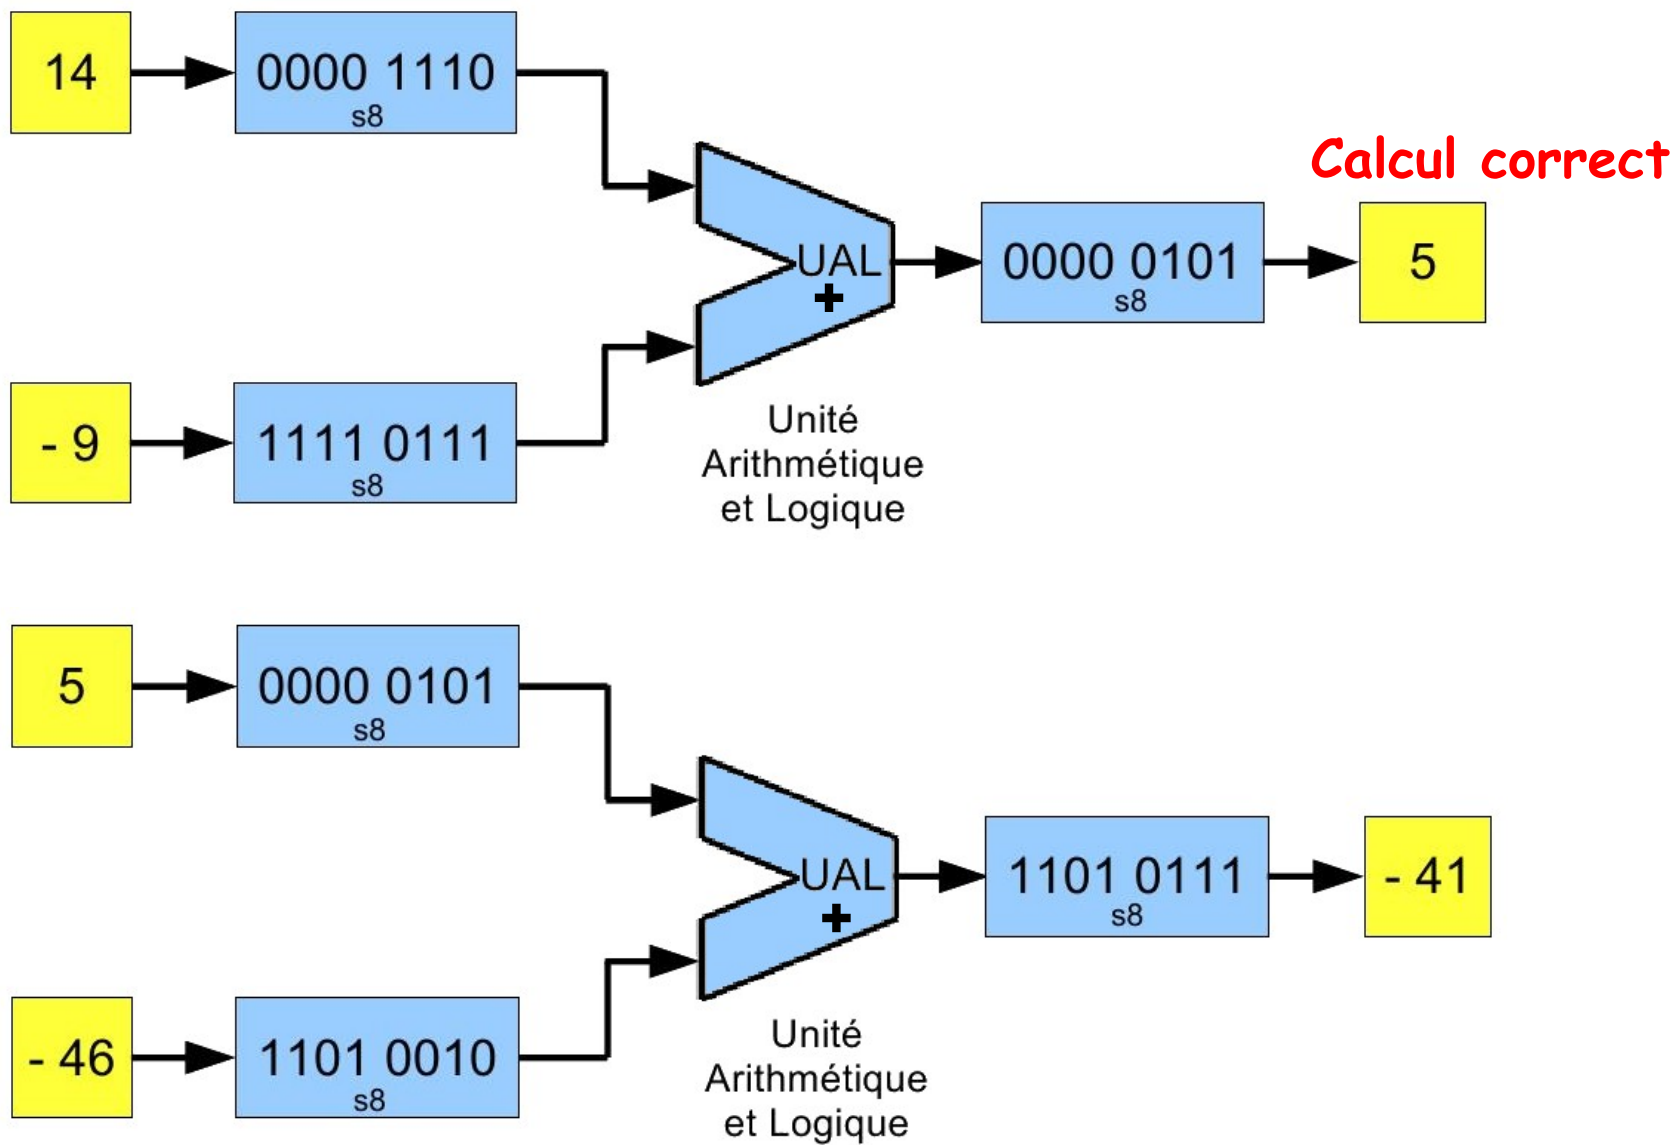 14
0000 1110
s8
Calcul correct
UAL
+
0000 0101
s8
5
- 9
1111 0111
s8
Unité
Arithmétique
et Logique
5
0000 0101
s8
UAL
+
1101 0111
s8
- 41
- 46
1101 0010
s8
Unité
Arithmétique
et Logique